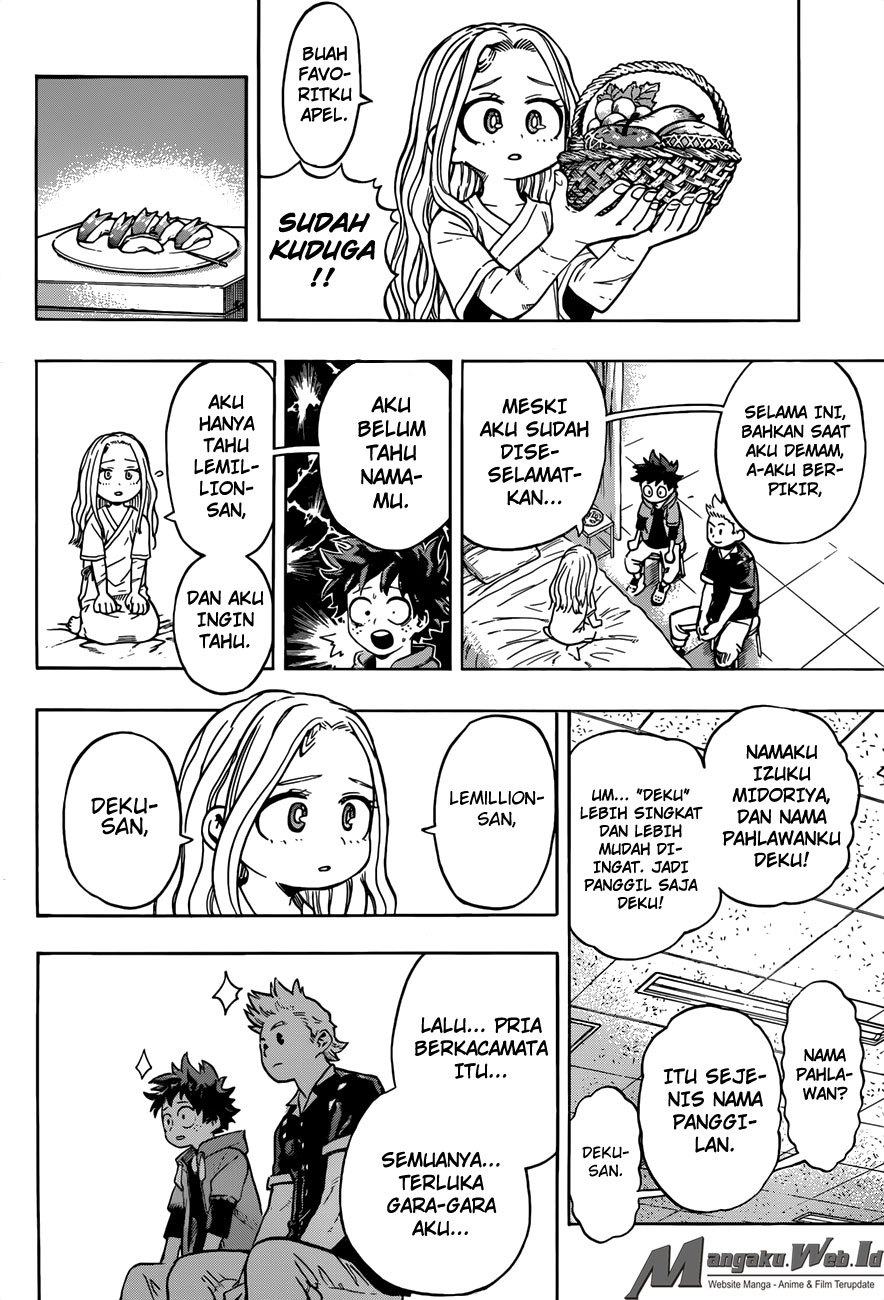 BUAH
FAVO-
RITKU
APEL.
SUDAH
KUDUGA
!!
SELAMA INI,
BAHKAN SAAT
AKU DEMAM,
A-AKU BER-
PIKIR,
MESKI
AKU SUDAH
DISE-
SELAMAT-
KAN...
AKU
BELUM
TAHU
NAMA-
MU.
AKU
HANYA
TAHU
LEMIL-
LION-
SAN,
DAN AKU
INGIN
TAHU.
NAMAKU
IZUKU
MIDORIYA,
DAN NAMA
PAHLAWANKU
DEKU!
UM... "DEKU"
LEBIH SINGKAT
DAN LEBIH
MUDAH DI-
INGAT. JADI
PANGGIL SAJA
DEKU!
NAMA
PAHLA-
WAN?
ITU SEJE-
NIS NAMA
PANGGI-
LAN.
DEKU-
SAN.
LEMILLION-
SAN,
DEKU-
SAN,
LALU... PRIA
BERKACAMATA
ITU...
SEMUANYA...
TERLUKA
GARA-GARA
AKU...
Mangaku.Web.Id
Website Manga - Anime & Film Terupdate